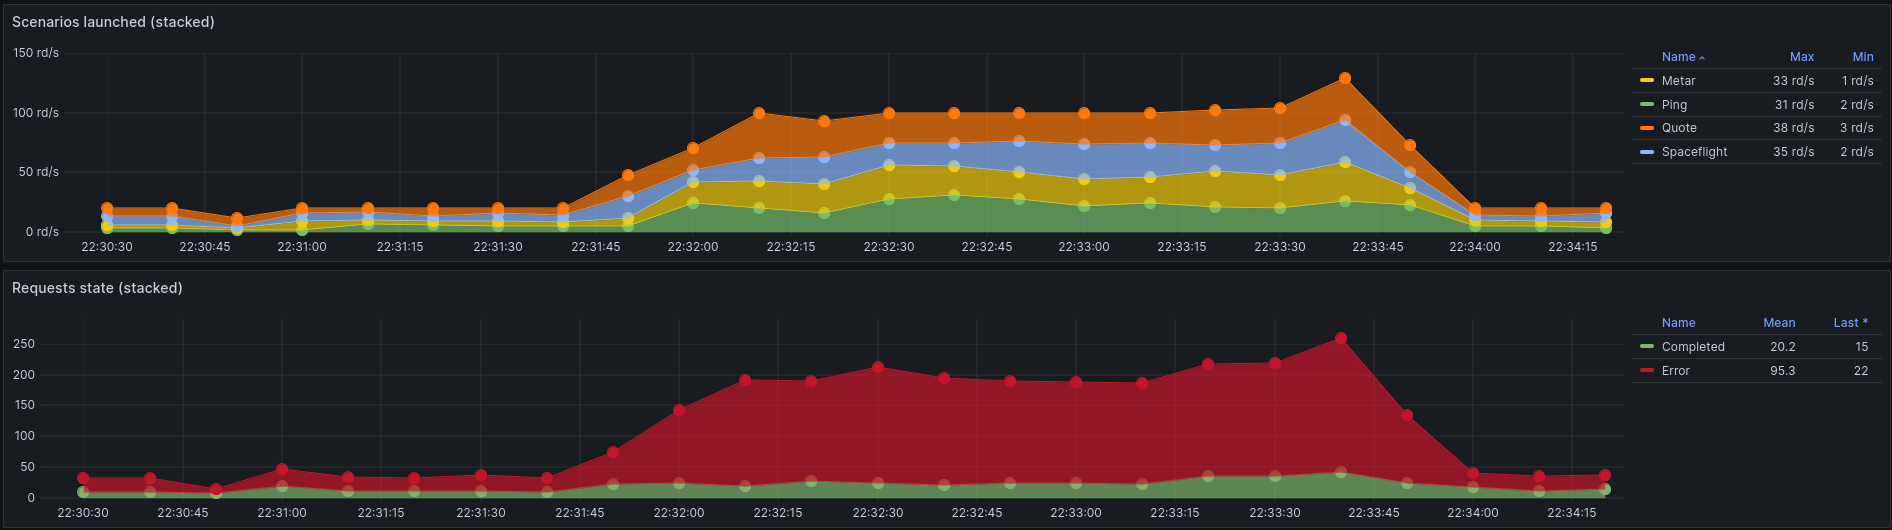 Scenarios launched (stacked)
150 rd/s
100 rd/s
50 rd/s
0 rd/s
22:30:30 22:30:45 22:31:00 22:31:15 22:31:30 22:31:45 22:32:00 22:32:15 22:32:30 22:32:45 22:33:00 22:33:15 22:33:30 22:33:45 22:34:00 22:34:15
Name Max Min
Metar 33 rd/s 1 rd/s
Ping 31 rd/s 2 rd/s
Quote 38 rd/s 3 rd/s
Spaceflight 35 rd/s 2 rd/s
Requests state (stacked)
250
200
150
100
50
0
22:30:30 22:30:45 22:31:00 22:31:15 22:31:30 22:31:45 22:32:00 22:32:15 22:32:30 22:32:45 22:33:00 22:33:15 22:33:30 22:33:45 22:34:00 22:34:15
Name Mean Last *
Completed 20.2 15
Error 95.3 22